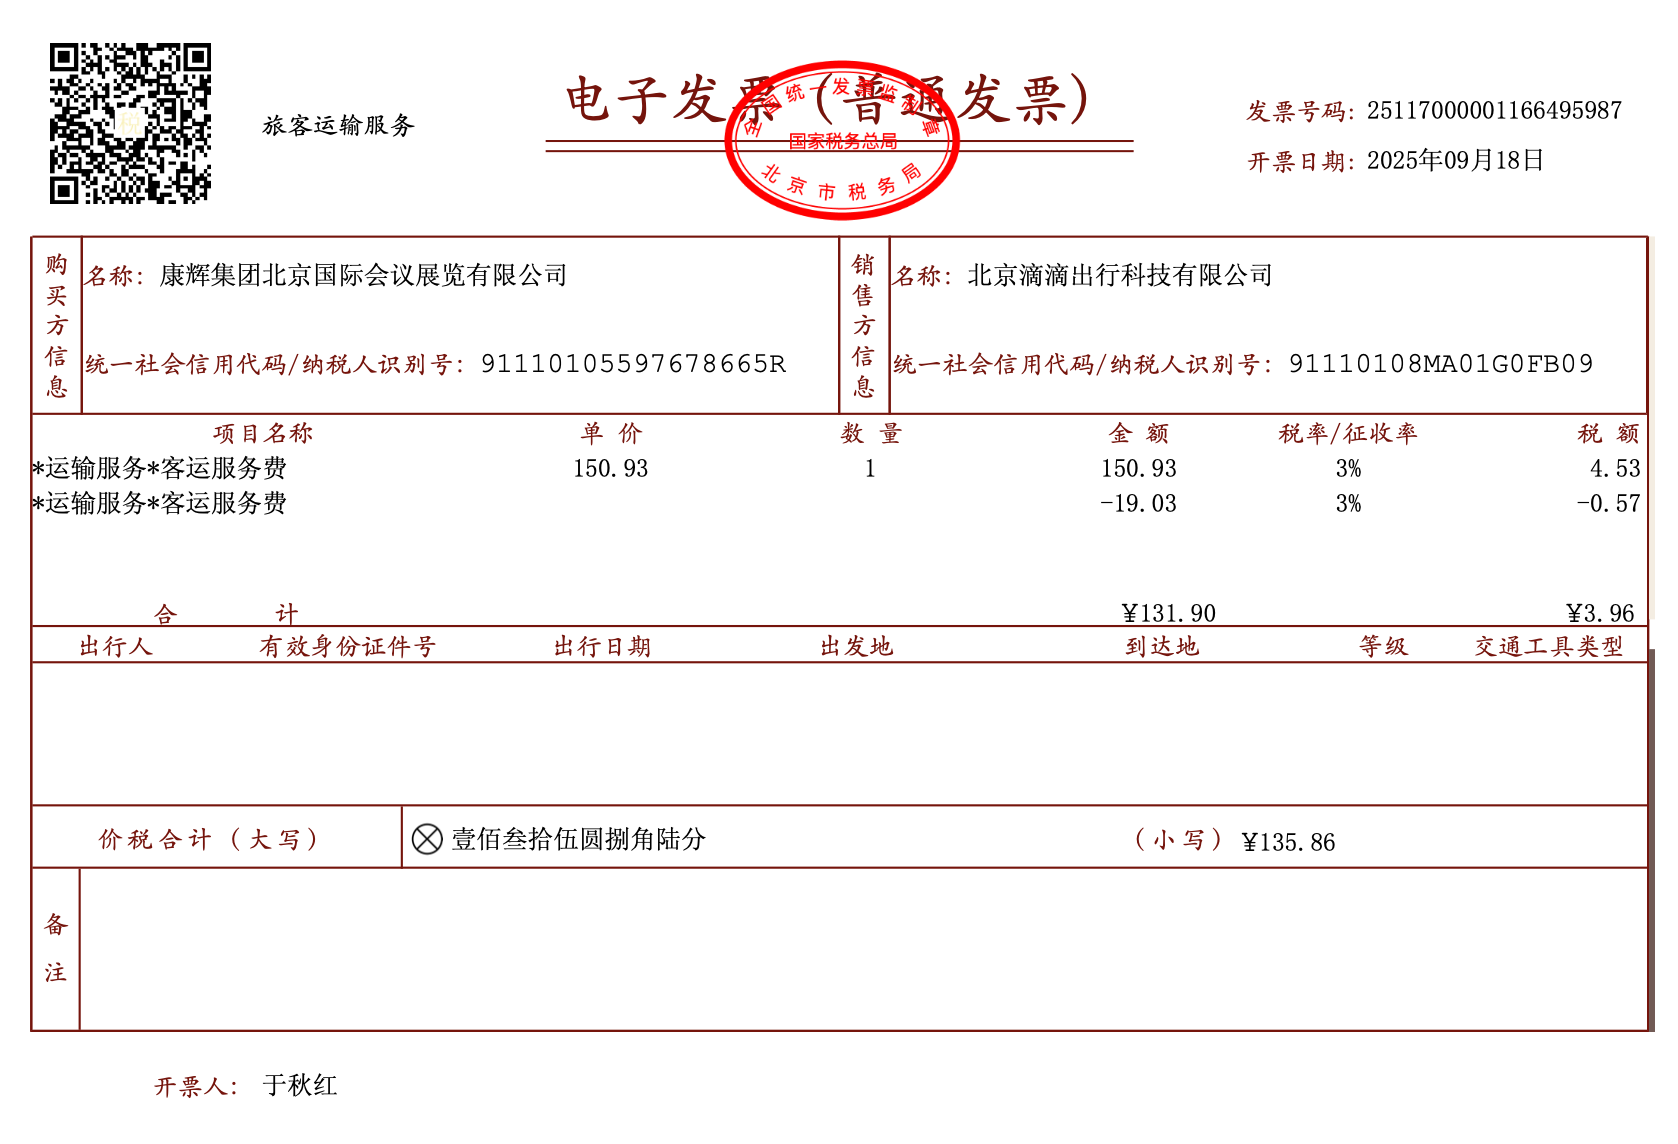 电子发票（普通发票）
旅客运输服务
全国统一发票监制章
国家税务总局
北京市税务局
税
发票号码：25117000001166495987
开票日期：2025年09月18日
购买方信息
名称：康辉集团北京国际会议展览有限公司
统一社会信用代码/纳税人识别号：91110105597678665R
销售方信息
名称：北京滴滴出行科技有限公司
统一社会信用代码/纳税人识别号：91110108MA01G0FB09
项目名称 单价 数量 金额 税率/征收率 税额
*运输服务*客运服务费 150.93 1 150.93 3% 4.53
*运输服务*客运服务费 -19.03 3% -0.57
合计 ¥131.90 ¥3.96
出行人 有效身份证件号 出行日期 出发地 到达地 等级 交通工具类型
价税合计（大写） 壹佰叁拾伍圆捌角陆分 （小写）¥135.86
备注
开票人：于秋红